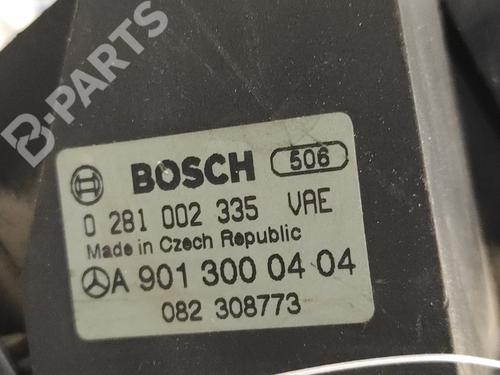 B-PARTS
BOSCH 506
0 281 002 335 VAE
Made in Czech Republic
A 901 300 04 04
082 308773